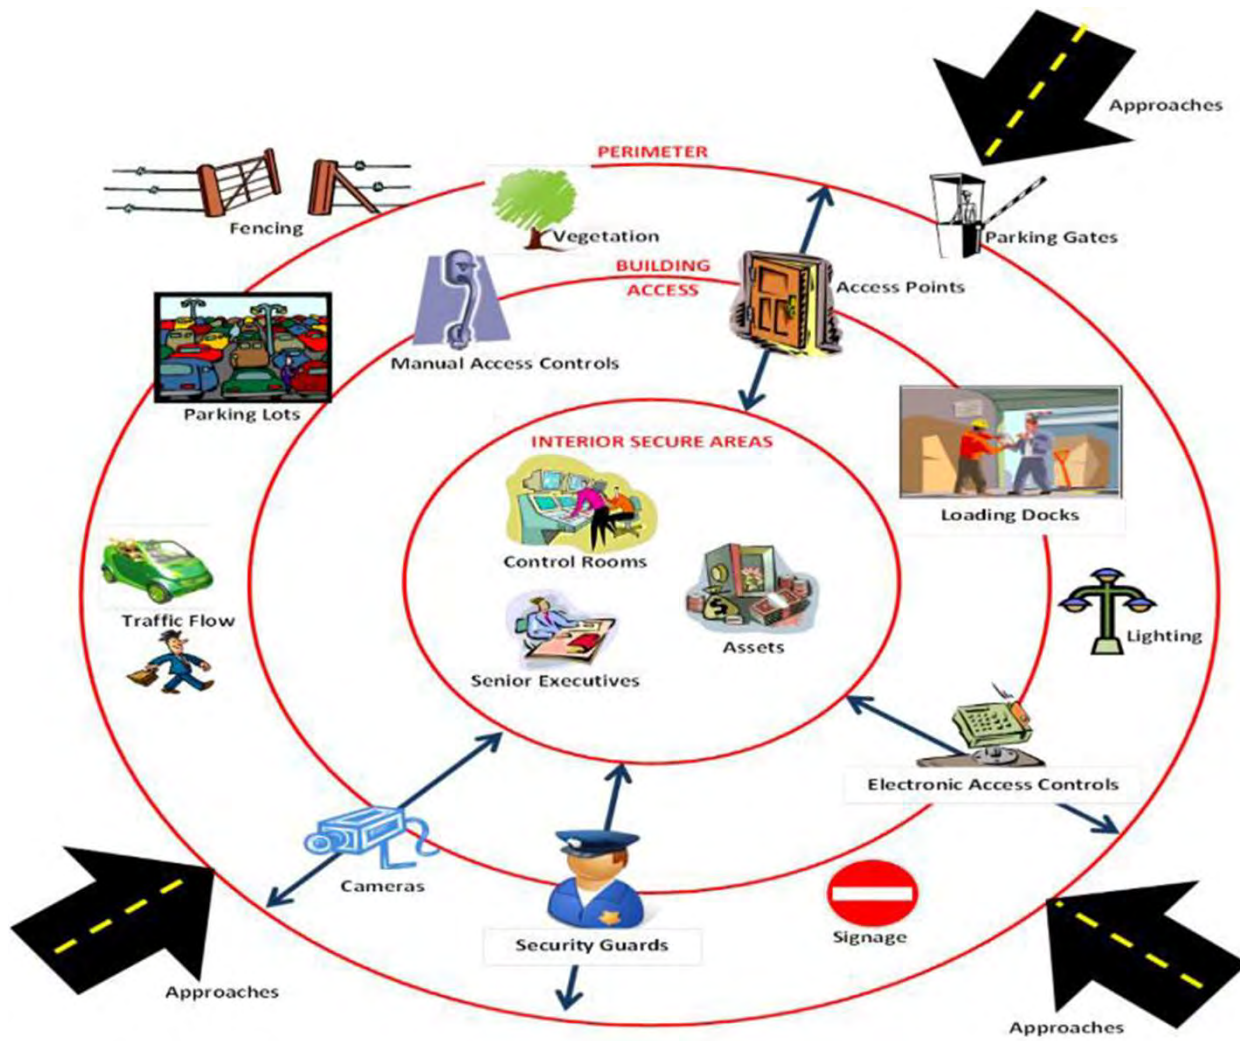 Approaches
PERIMETER
Fencing
Vegetation
Parking Gates
BUILDING
ACCESS
Access Points
Manual Access Controls
Parking Lots
INTERIOR SECURE AREAS
Loading Docks
Control Rooms
Traffic Flow
Lighting
Assets
Senior Executives
Electronic Access Controls
Cameras
Signage
Security Guards
Approaches
Approaches